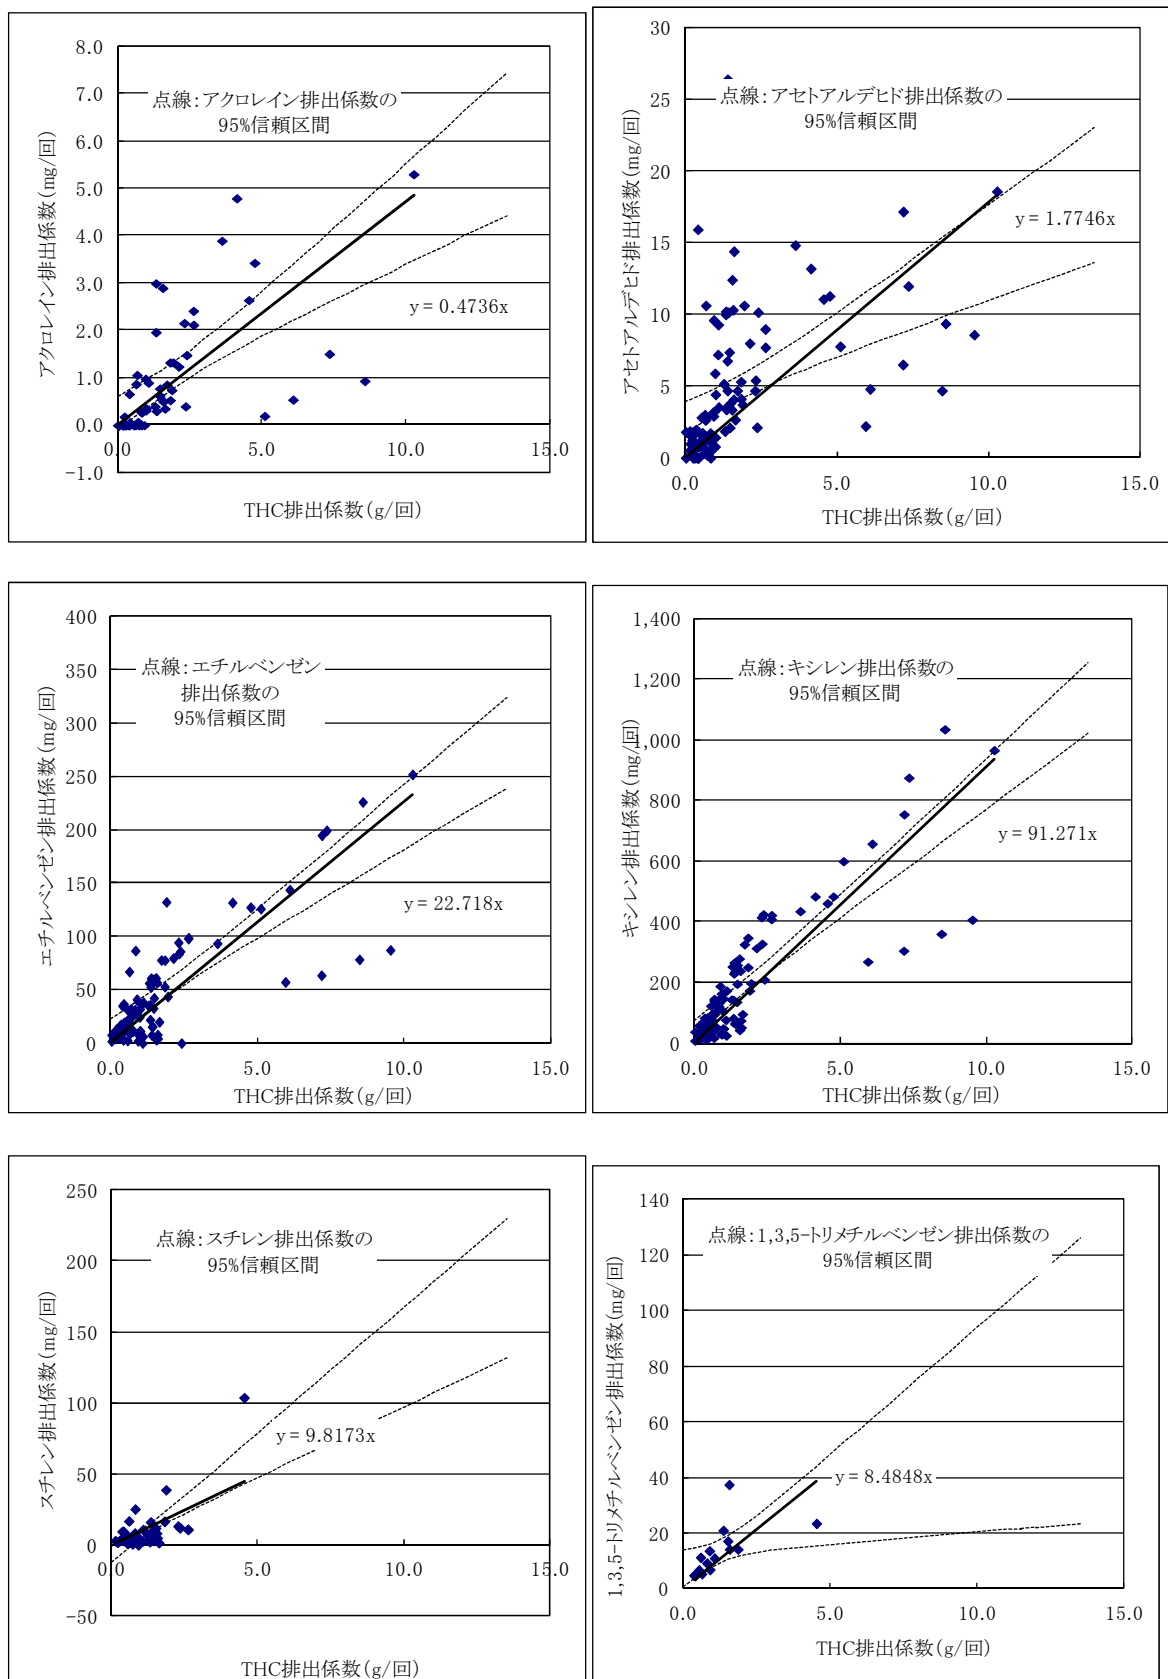 8.0
7.0
6.0
5.0
4.0
3.0
2.0
1.0
0.0
-1.0
アクロレイン排出係数(mg/回)
点線:アクロレイン排出係数の
95%信頼区間
y = 0.4736x
0.0 5.0 10.0 15.0
THC排出係数(g/回)
30
25
20
15
10
5
0
アセトアルデヒド排出係数(mg/回)
点線:アセトアルデヒド排出係数の
95%信頼区間
y = 1.7746x
0.0 5.0 10.0 15.0
THC排出係数(g/回)
400
350
300
250
200
150
100
50
0
エチルベンゼン排出係数(mg/回)
点線:エチルベンゼン
排出係数の
95%信頼区間
y = 22.718x
0.0 5.0 10.0 15.0
THC排出係数(g/回)
1,400
1,200
1,000
800
600
400
200
0
キシレン排出係数(mg/回)
点線:キシレン排出係数の
95%信頼区間
y = 91.271x
0.0 5.0 10.0 15.0
THC排出係数(g/回)
250
200
150
100
50
0
-50
スチレン排出係数(mg/回)
点線:スチレン排出係数の
95%信頼区間
y = 9.8173x
0.0 5.0 10.0 15.0
THC排出係数(g/回)
140
120
100
80
60
40
20
0
1,3,5-トリメチルベンゼン排出係数(mg/回)
点線:1,3,5-トリメチルベンゼン排出係数の
95%信頼区間
y = 8.4848x
0.0 5.0 10.0 15.0
THC排出係数(g/回)